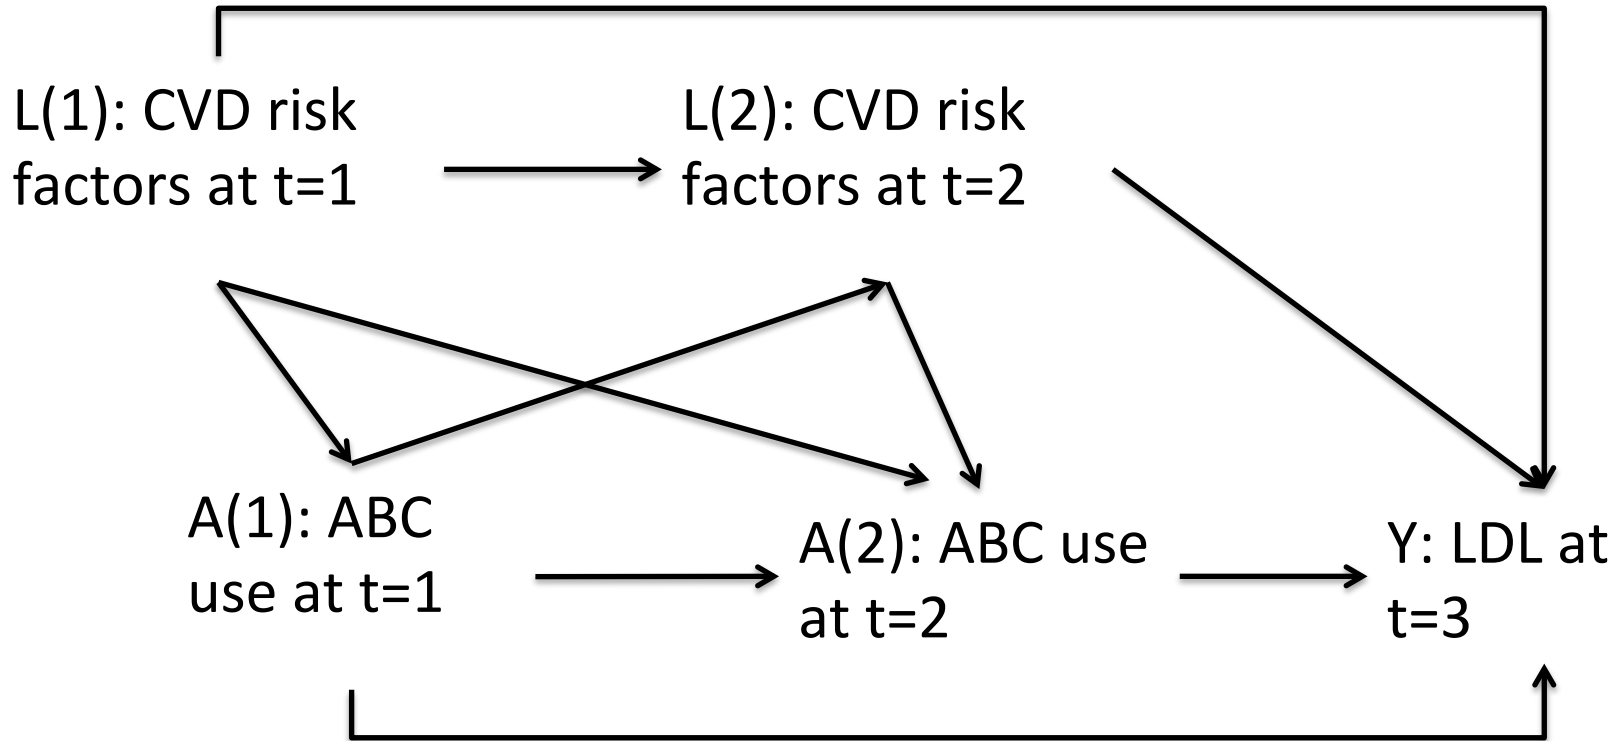 L(1): CVD risk
factors at t=1
L(2): CVD risk
factors at t=2
A(1): ABC
use at t=1
A(2): ABC use
at t=2
Y: LDL at
t=3